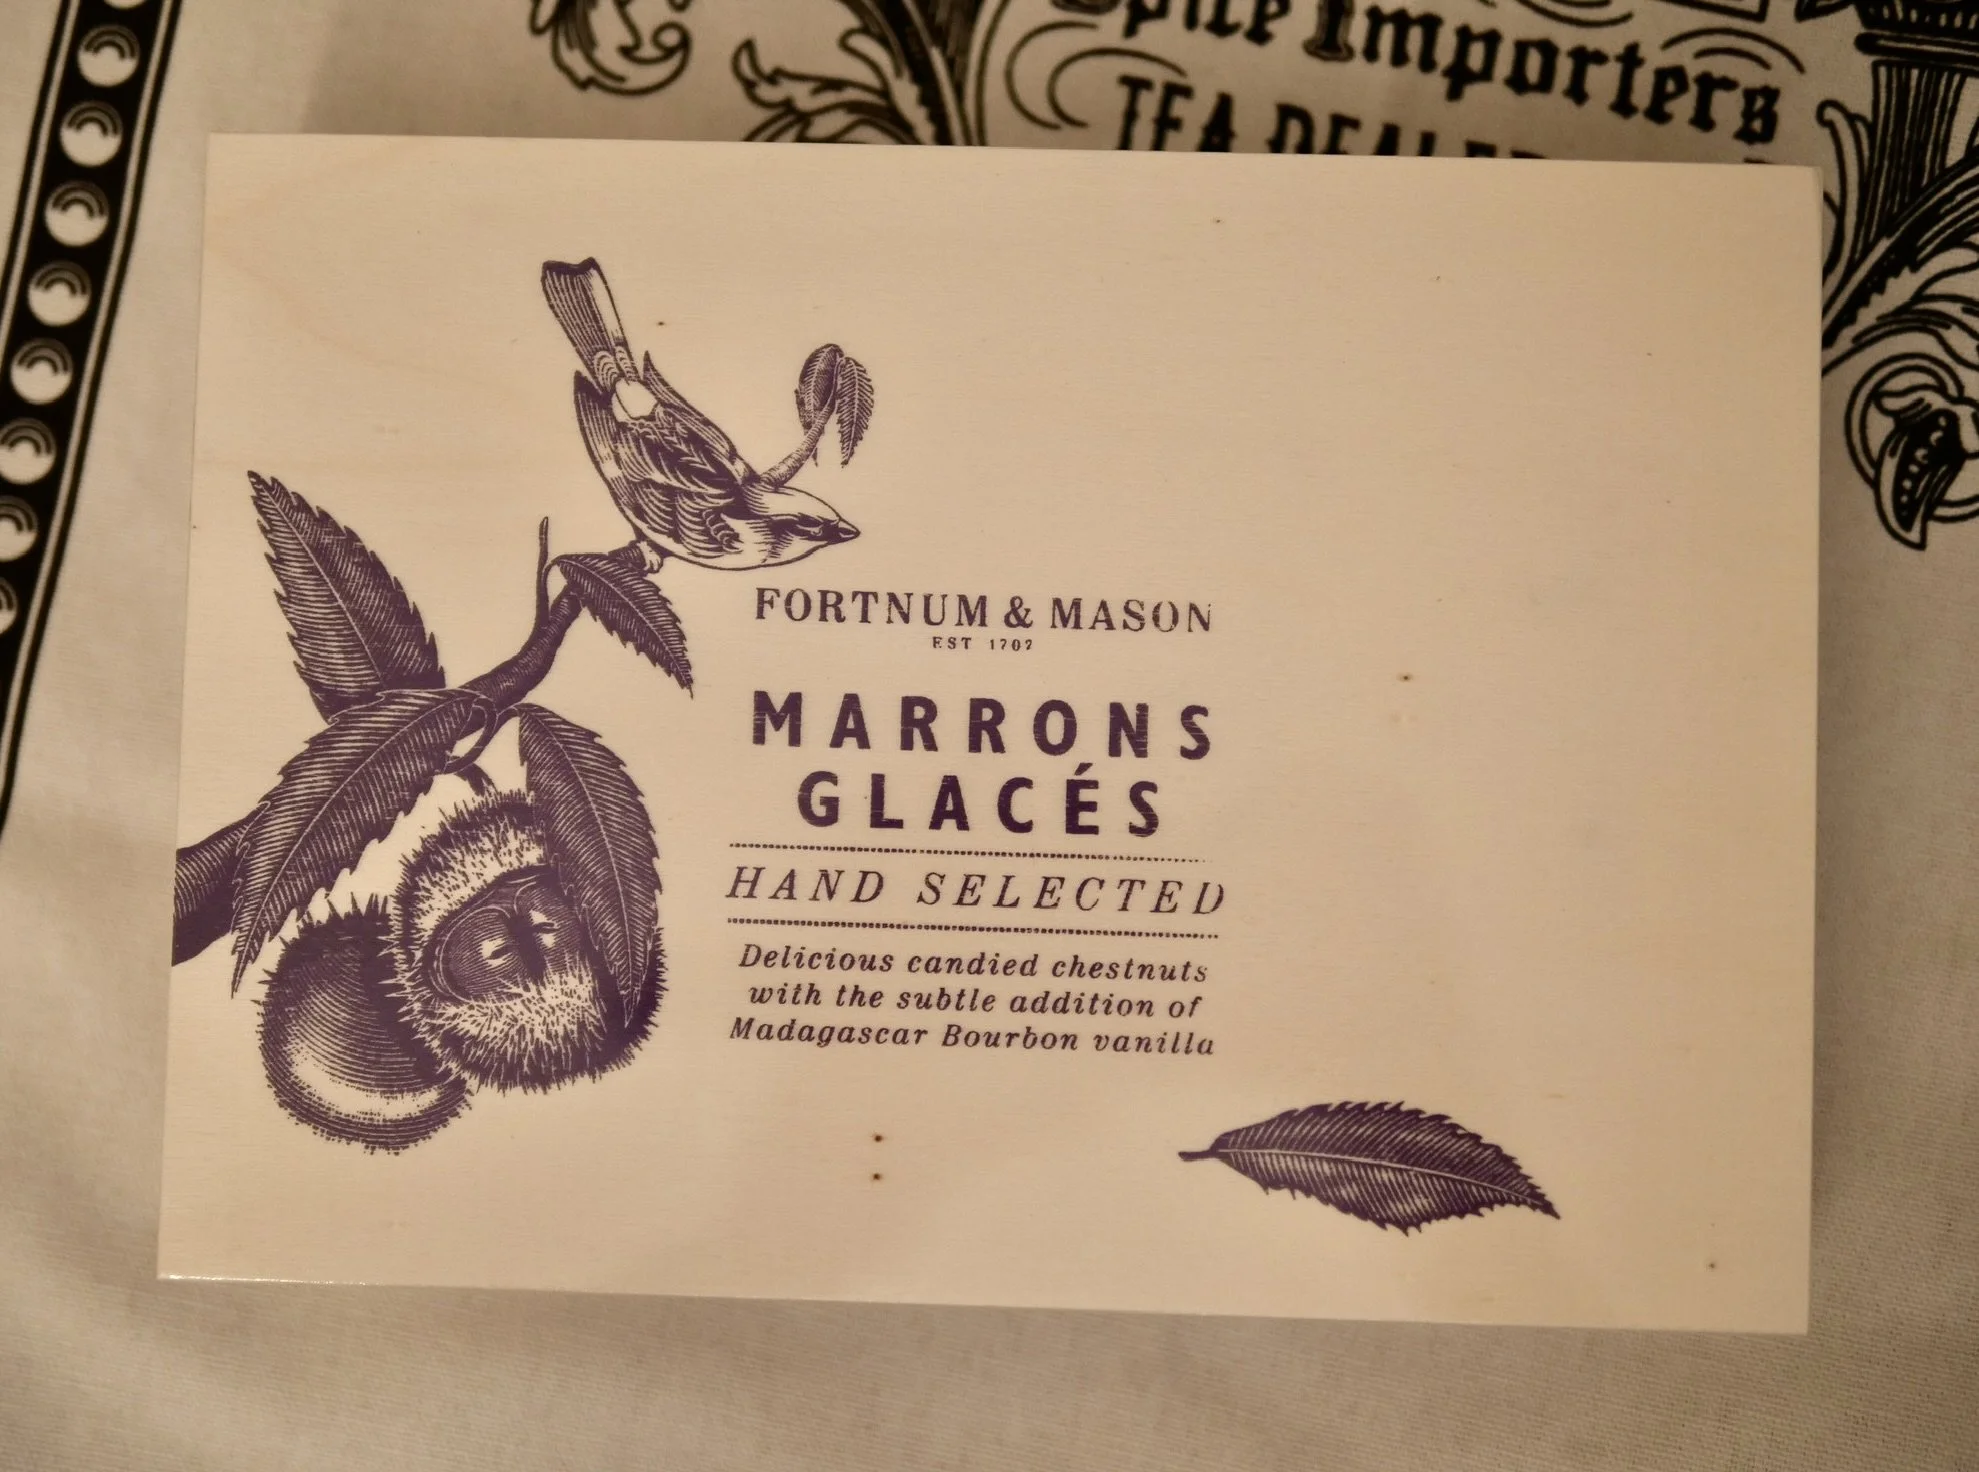 Importers
FORTNUM & MASON
EST 1707
MARRONS
GLACÉS
HAND SELECTED
Delicious candied chestnuts
with the subtle addition of
Madagascar Bourbon vanilla